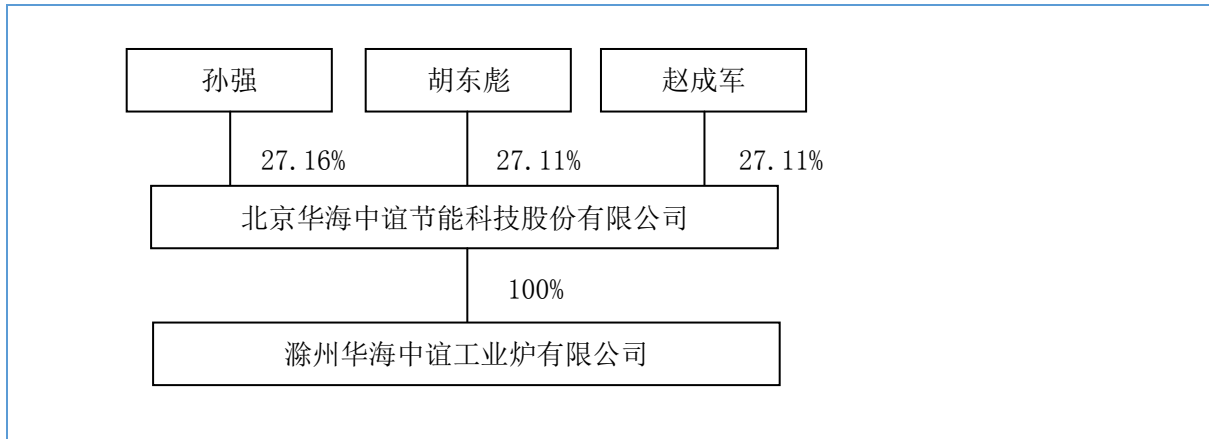 孙强 胡东彪 赵成军
27.16% 27.11% 27.11%
北京华海中谊节能科技股份有限公司
100%
滁州华海中谊工业炉有限公司